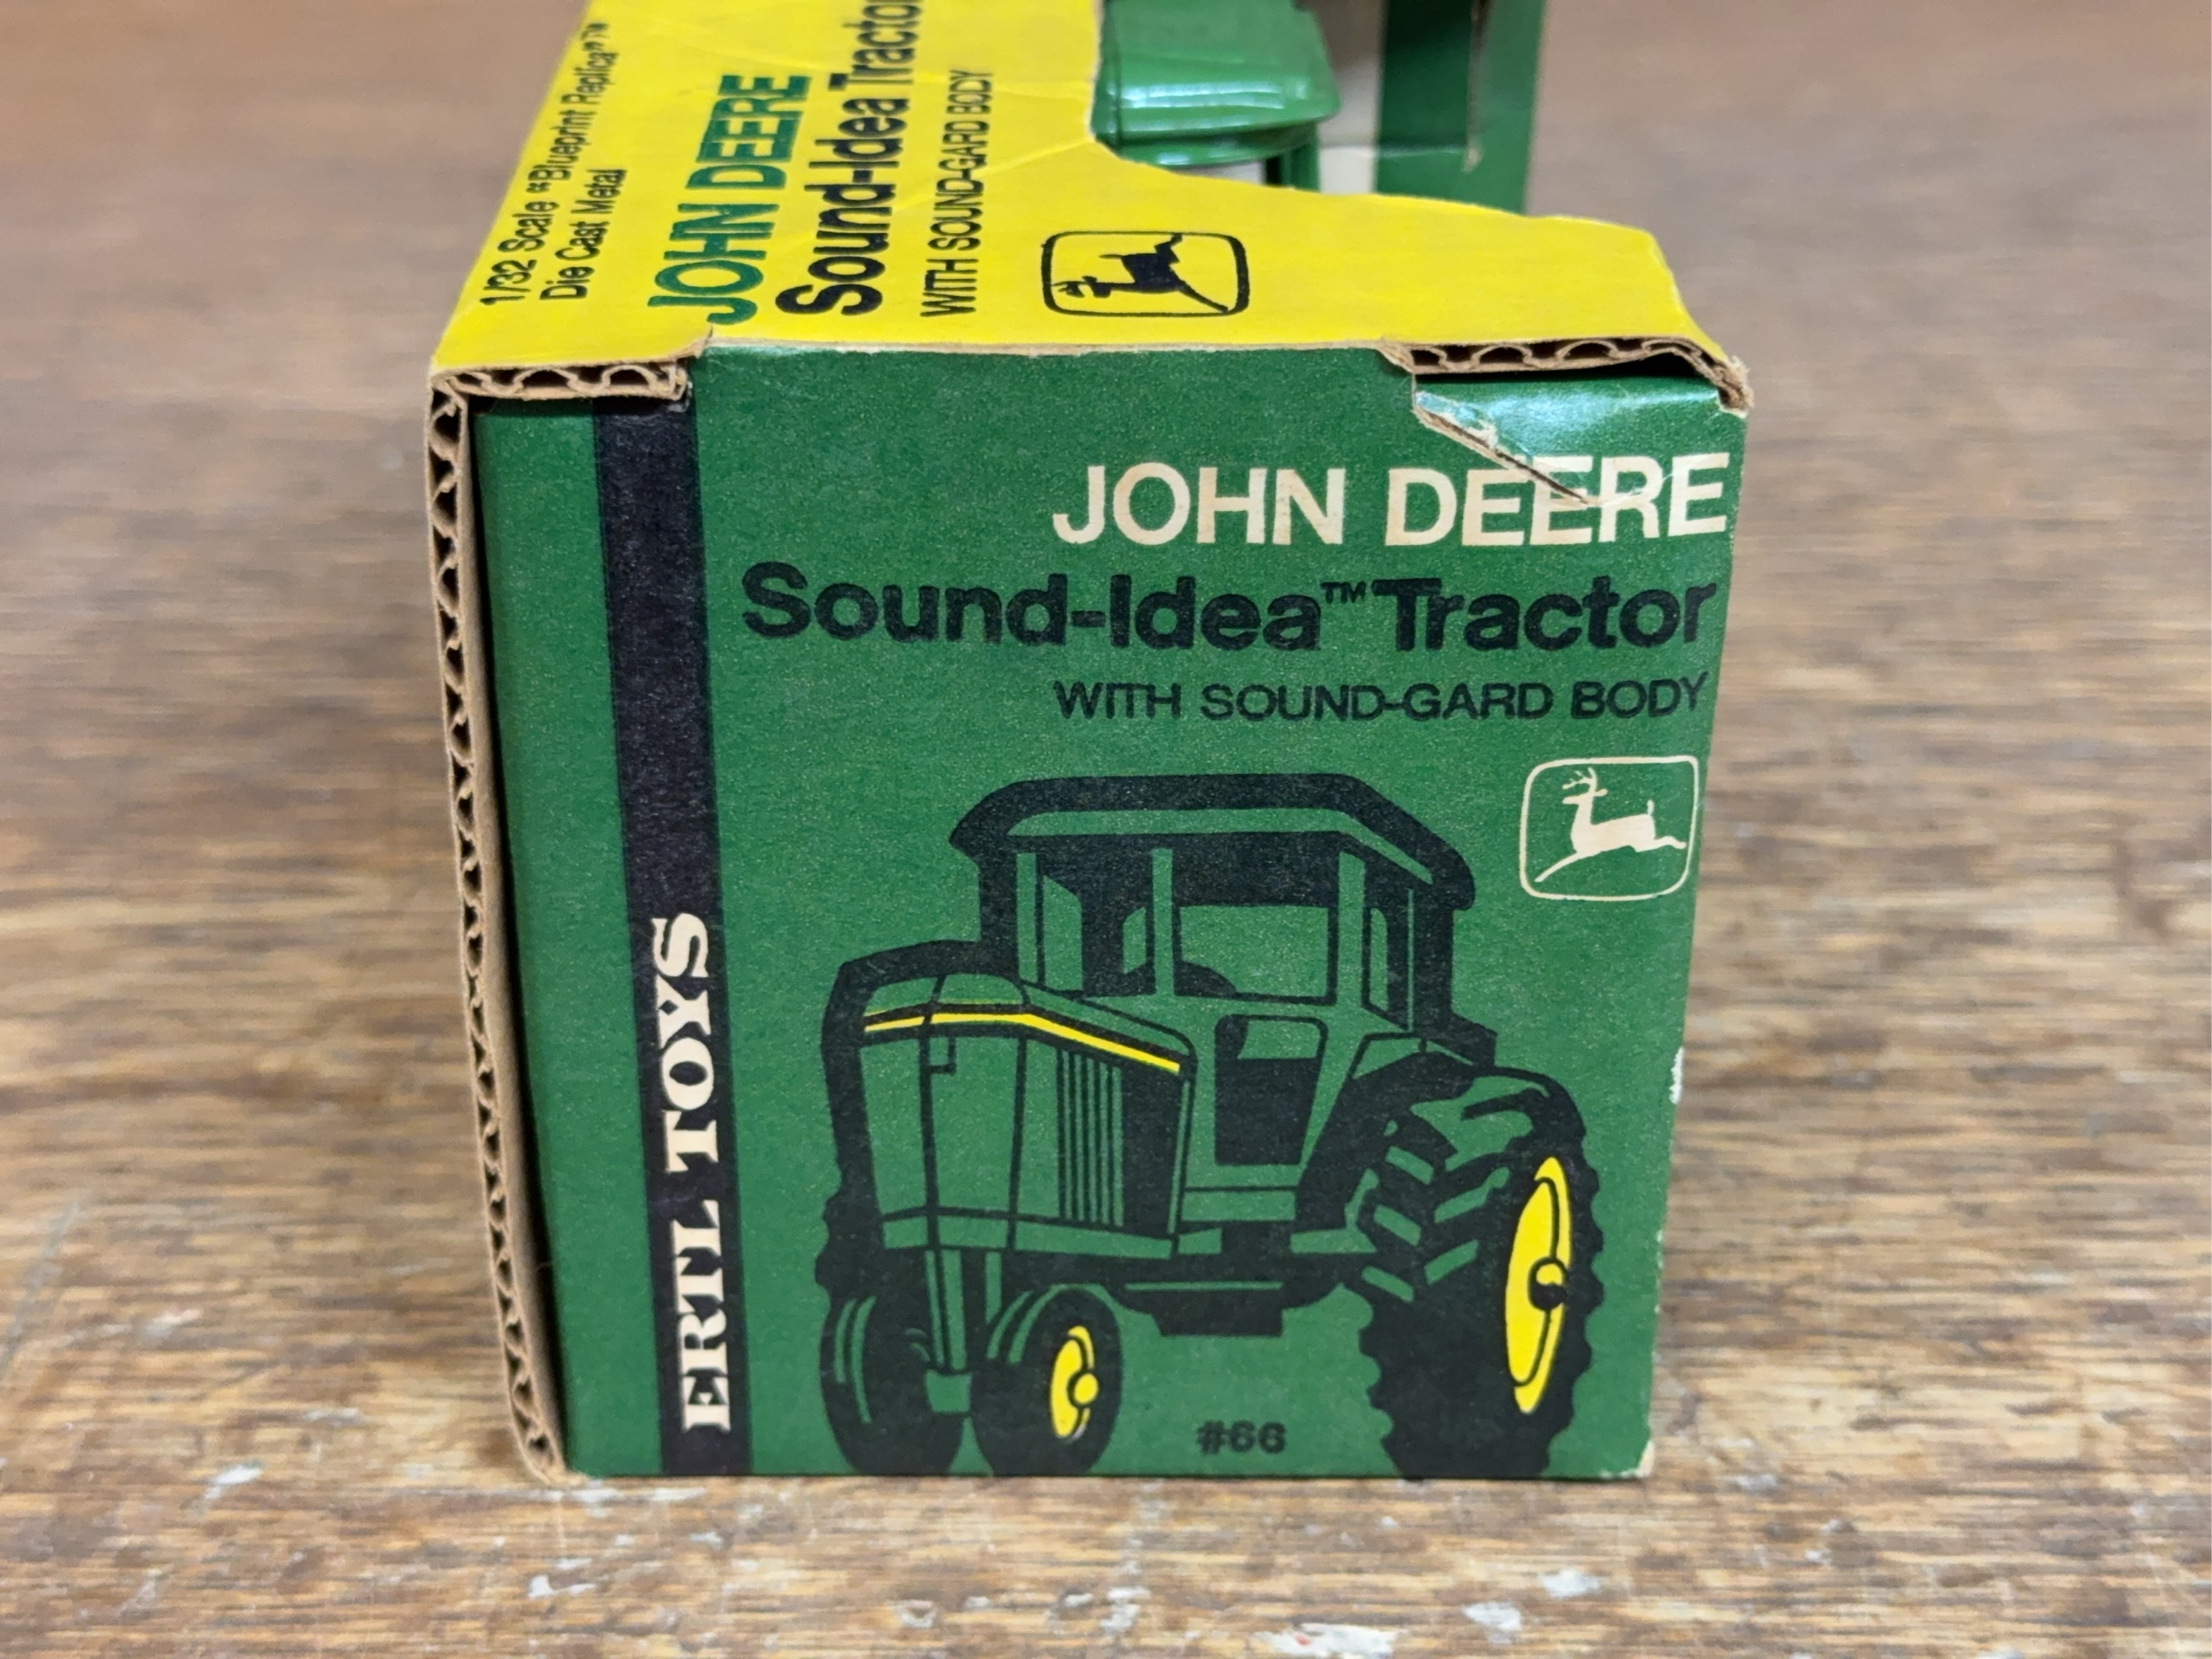 1/32 Scale "Blueprint Replica"™
Die Cast Metal
JOHN DEERE
Sound-Idea Tractor
WITH SOUND-GARD BODY
JOHN DEERE
Sound-Idea™ Tractor
WITH SOUND-GARD BODY
ERTL TOYS
#66